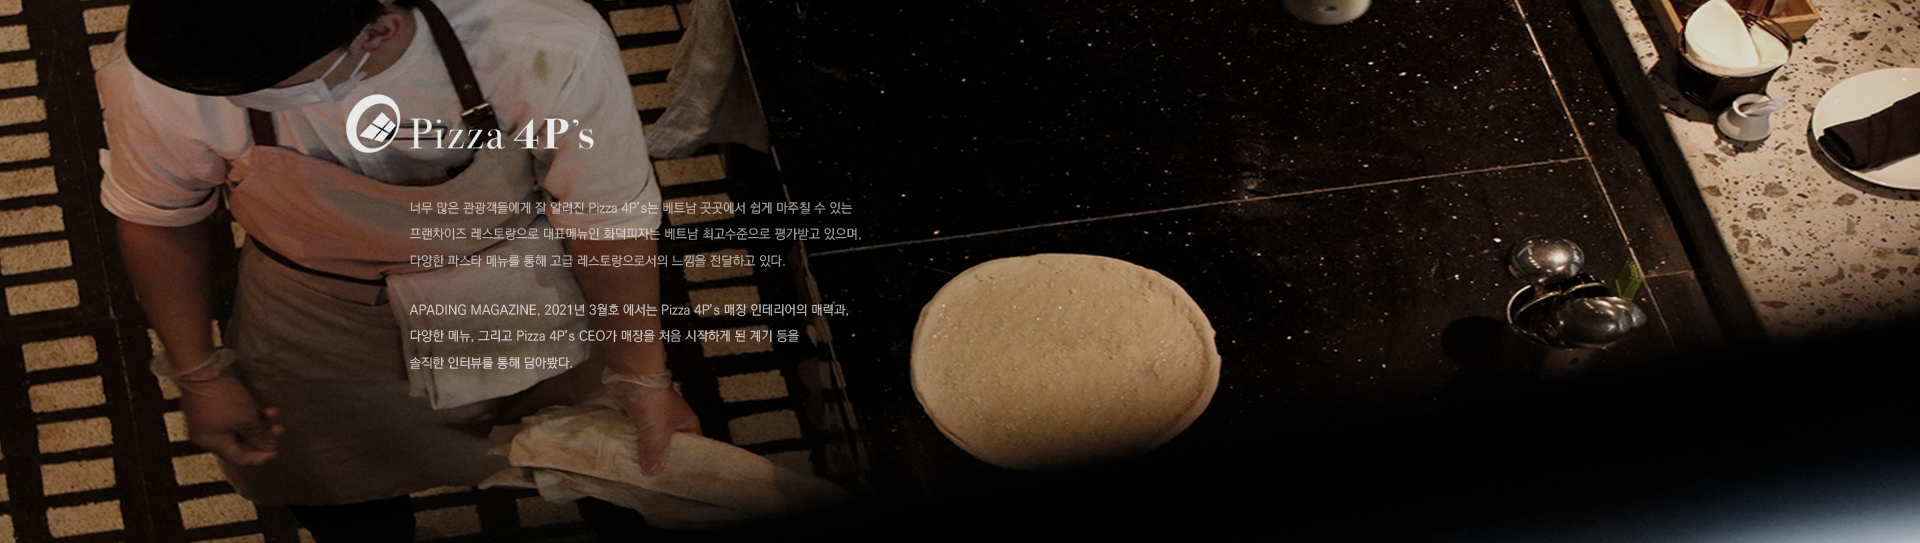 Pizza 4P's
너무 많은 관광객들에게 잘 알려진 Pizza 4P's는 베트남 곳곳에서 쉽게 마주칠 수 있는
프랜차이즈 레스토랑으로 대표메뉴인 화덕피자는 베트남 최고수준으로 평가받고 있으며,
다양한 파스타 메뉴를 통해 고급 레스토랑으로서의 느낌을 전달하고 있다.
APADING MAGAZINE, 2021년 3월호 에서는 Pizza 4P's 매장 인테리어의 매력과,
다양한 메뉴, 그리고 Pizza 4P's CEO가 매장을 처음 시작하게 된 계기 등을
솔직한 인터뷰를 통해 담아봤다.